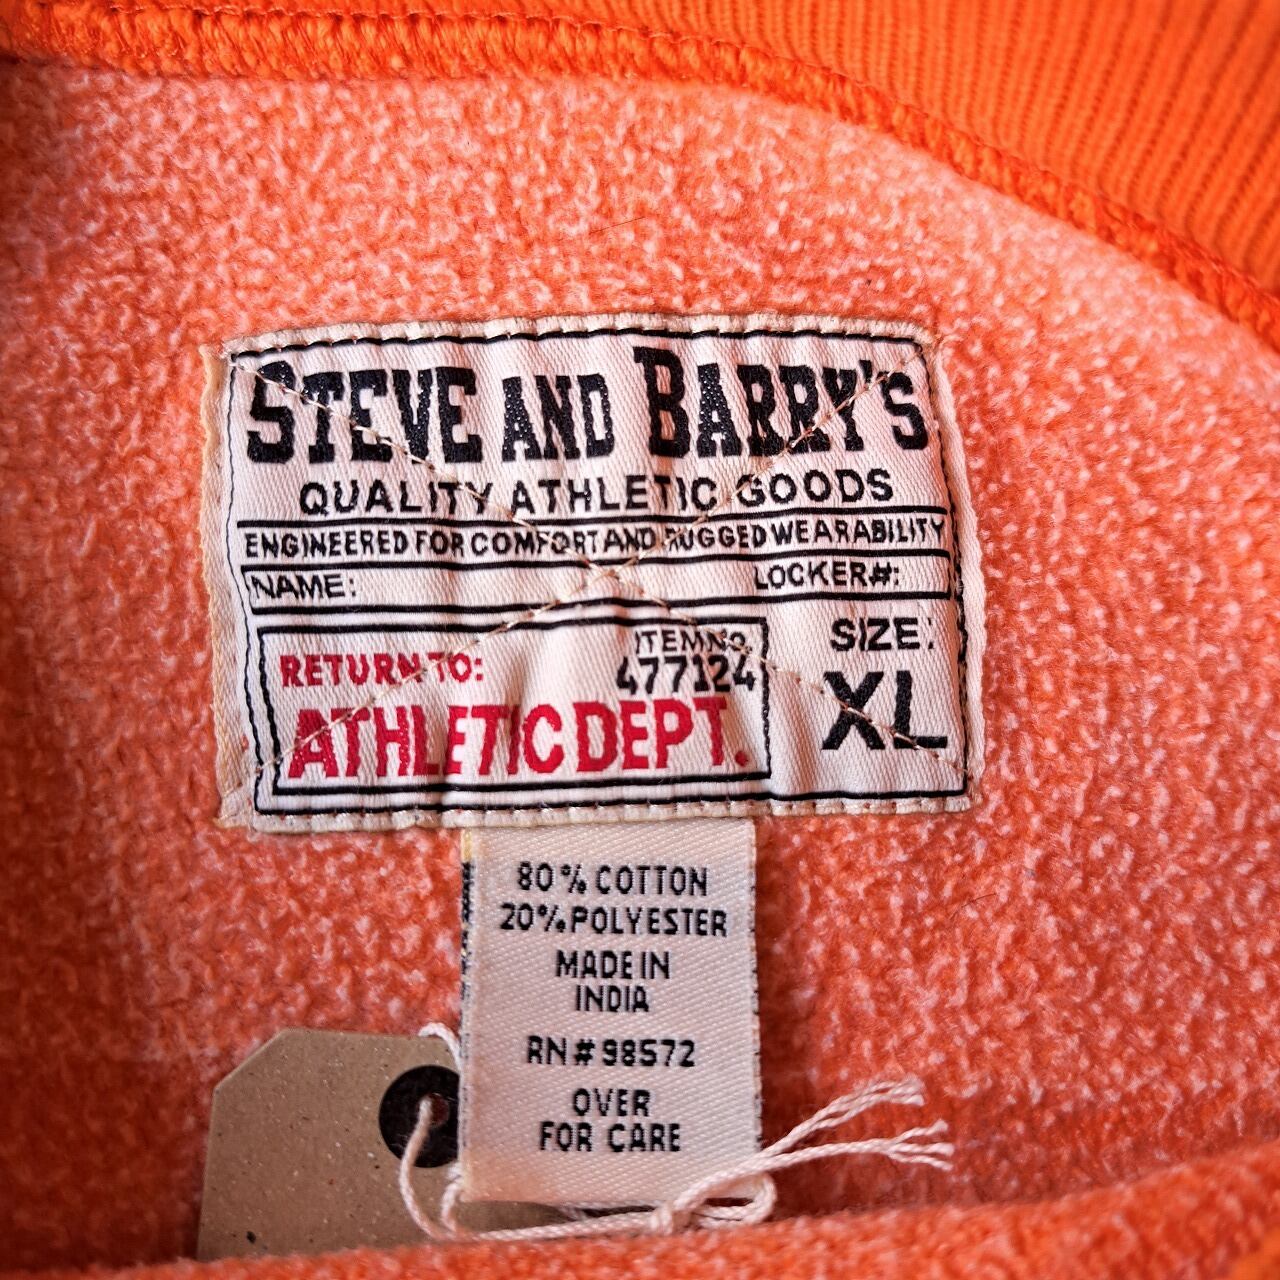 STEVE AND BARRY'S
QUALITY ATHLETIC GOODS
ENGINEERED FOR COMFORT AND RUGGED WEARABILITY
NAME: LOCKER#:
ITEM No
RETURN TO: 477124
ATHLETIC DEPT.
SIZE:
XL
80% COTTON
20% POLYESTER
MADE IN
INDIA
RN# 98572
OVER
FOR CARE